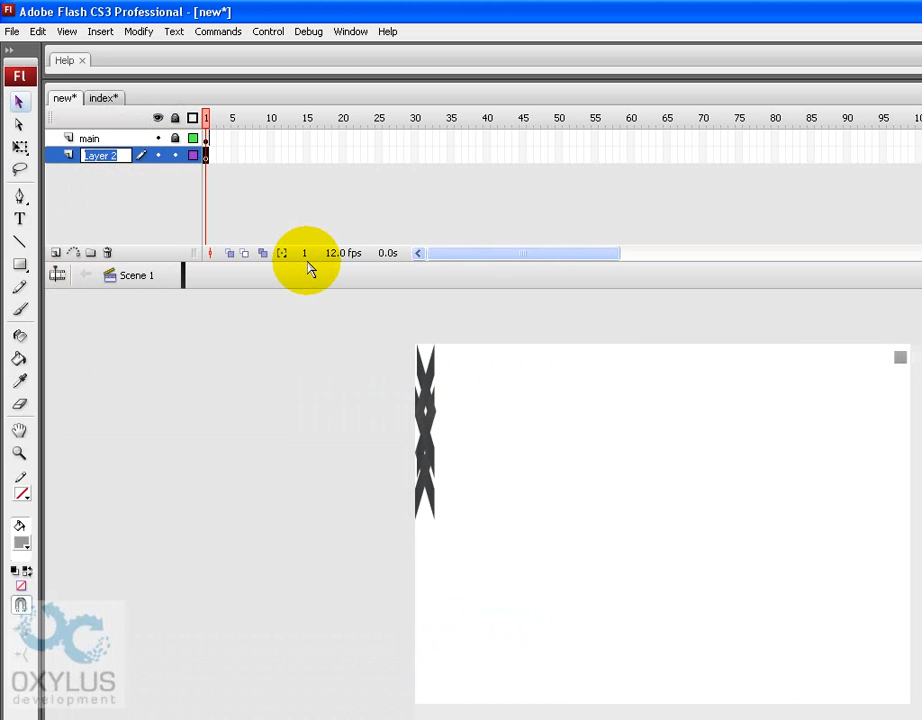 Fl Adobe Flash CS3 Professional - [new*]
File Edit View Insert Modify Text Commands Control Debug Window Help
Help
Fl
new* index*
1 5 10 15 20 25 30 35 40 45 50 55 60 65 70 75 80 85 90 95
main
Layer 2
1 12.0 fps 0.0s
Scene 1
T
OXYLUS
development